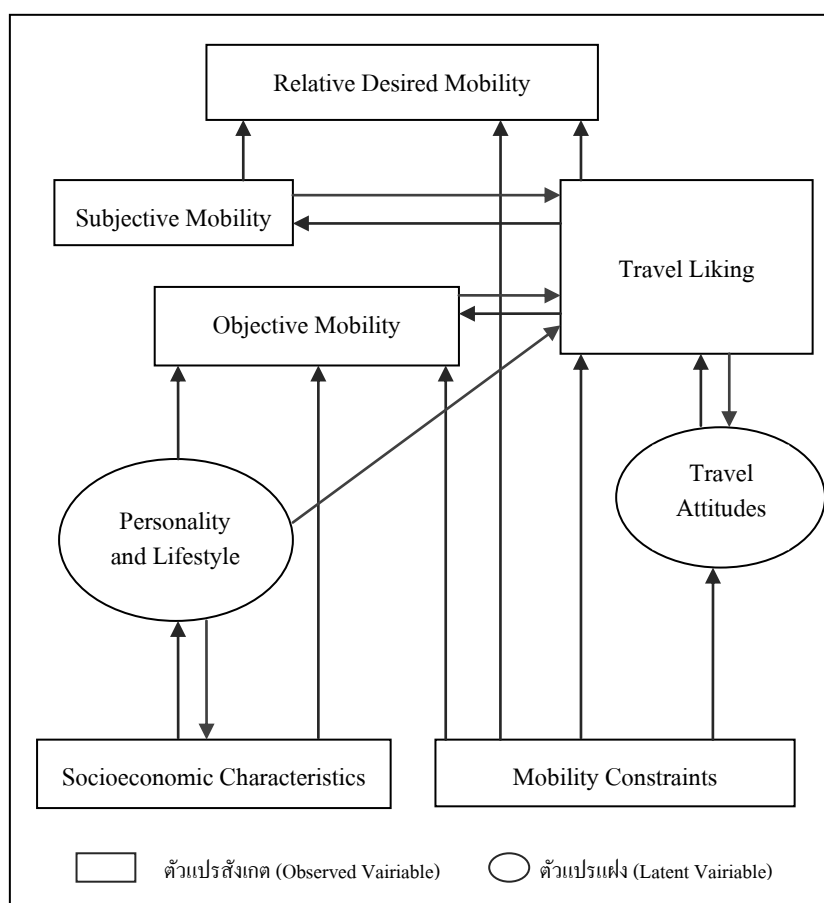 Relative Desired Mobility
Subjective Mobility
Travel Liking
Objective Mobility
Travel
Attitudes
Personality
and Lifestyle
Socioeconomic Characteristics
Mobility Constraints
ตัวแปรสังเกต (Observed Vairiable)
ตัวแปรแฝง (Latent Vairiable)